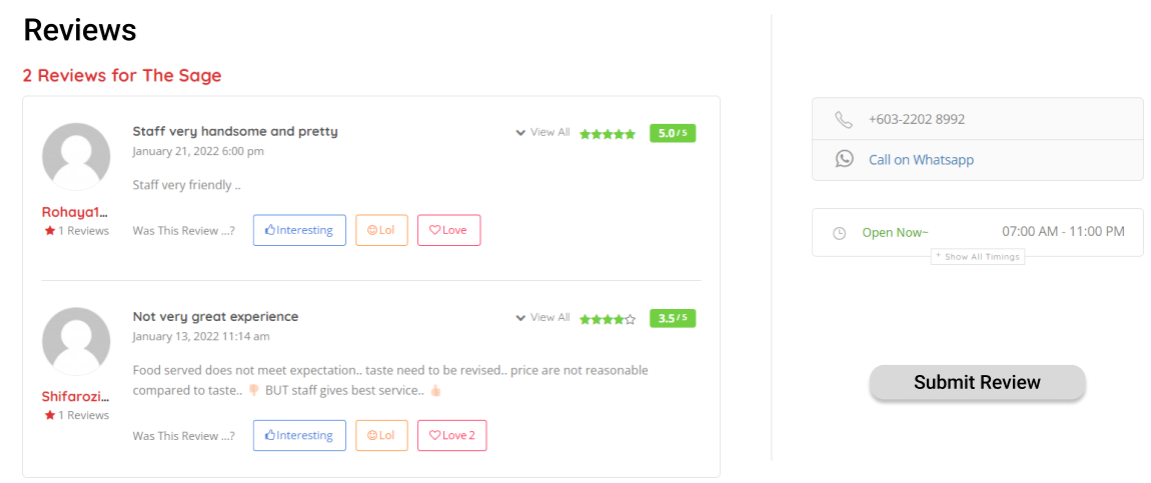 Reviews
2 Reviews for The Sage
Staff very handsome and pretty
View All
5.0/5
January 21, 2022 6:00 pm
Staff very friendly ..
Rohaya1...
1 Reviews
Was This Review ...?
Interesting
Lol
Love
Not very great experience
View All
3.5/5
January 13, 2022 11:14 am
Food served does not meet expectation.. taste need to be revised.. price are not reasonable
compared to taste.. 👎 BUT staff gives best service.. 👍
Shifarozi...
1 Reviews
Was This Review ...?
Interesting
Lol
Love 2
+603-2202 8992
Call on Whatsapp
Open Now~
07:00 AM - 11:00 PM
* Show All Timings
Submit Review